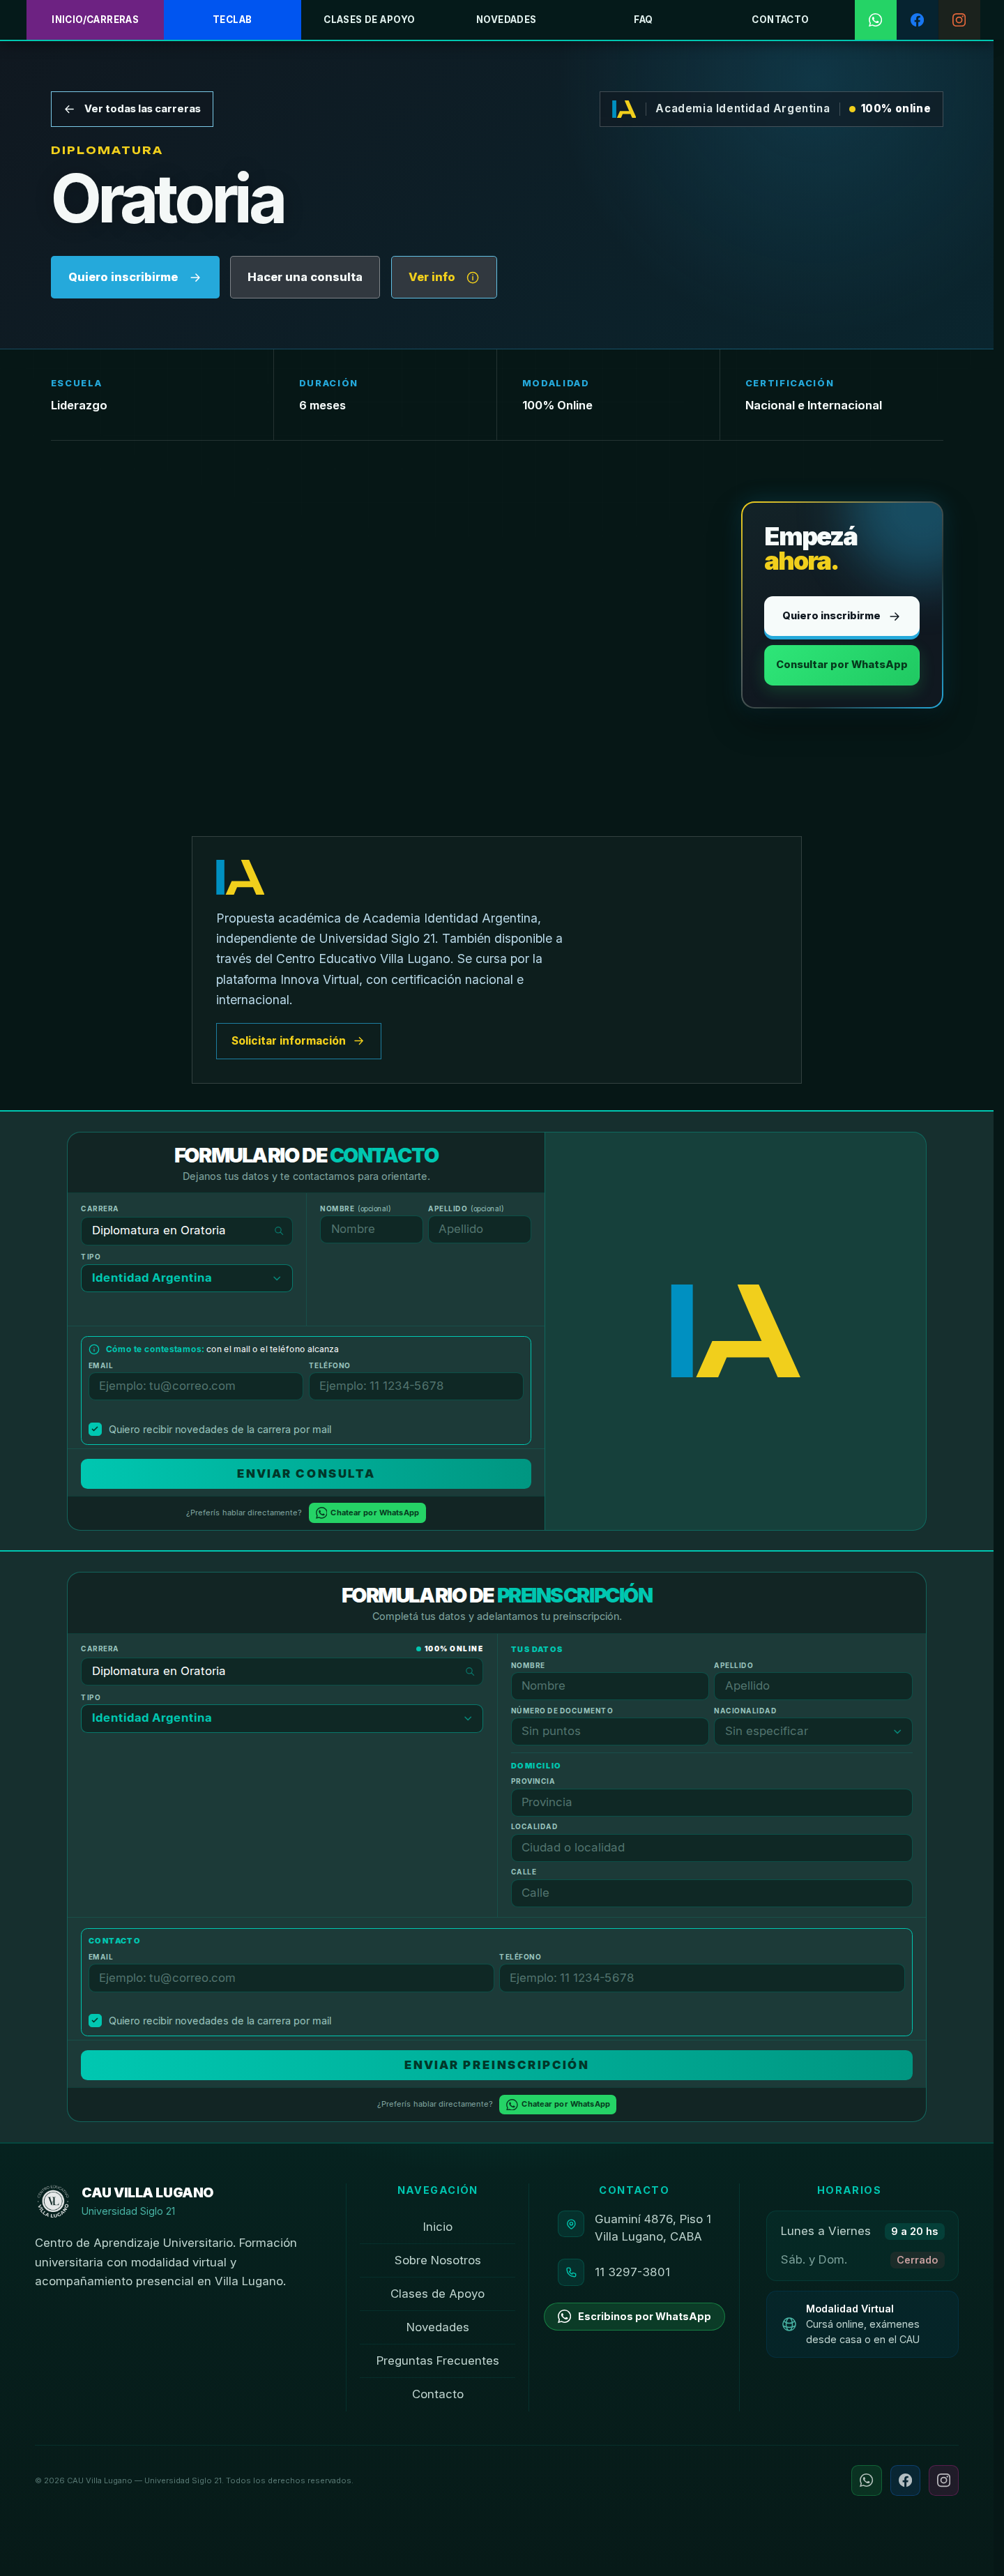 INICIO/CARRERAS
TECLAB
CLASES DE APOYO
NOVEDADES
FAQ
CONTACTO
Ver todas las carreras
IA
Academia Identidad Argentina
100% online
DIPLOMATURA
Oratoria
Quiero inscribirme
Hacer una consulta
Ver info
ESCUELA
Liderazgo
DURACIÓN
6 meses
MODALIDAD
100% Online
CERTIFICACIÓN
Nacional e Internacional
Empezá
ahora.
Quiero inscribirme
Consultar por WhatsApp
IA
Propuesta académica de Academia Identidad Argentina,
independiente de Universidad Siglo 21. También disponible a
través del Centro Educativo Villa Lugano. Se cursa por la
plataforma Innova Virtual, con certificación nacional e
internacional.
Solicitar información
FORMULARIO DE CONTACTO
Dejanos tus datos y te contactamos para orientarte.
CARRERA
Diplomatura en Oratoria
TIPO
Identidad Argentina
NOMBRE (opcional)
Nombre
APELLIDO (opcional)
Apellido
Cómo te contestamos: con el mail o el teléfono alcanza
EMAIL
Ejemplo: tu@correo.com
TELÉFONO
Ejemplo: 11 1234-5678
Quiero recibir novedades de la carrera por mail
ENVIAR CONSULTA
¿Preferís hablar directamente?
Chatear por WhatsApp
IA
FORMULARIO DE PREINSCRIPCIÓN
Completá tus datos y adelantamos tu preinscripción.
CARRERA
100% ONLINE
Diplomatura en Oratoria
TIPO
Identidad Argentina
TUS DATOS
NOMBRE
Nombre
APELLIDO
Apellido
NÚMERO DE DOCUMENTO
Sin puntos
NACIONALIDAD
Sin especificar
DOMICILIO
PROVINCIA
Provincia
LOCALIDAD
Ciudad o localidad
CALLE
Calle
CONTACTO
EMAIL
Ejemplo: tu@correo.com
TELÉFONO
Ejemplo: 11 1234-5678
Quiero recibir novedades de la carrera por mail
ENVIAR PREINSCRIPCIÓN
¿Preferís hablar directamente?
Chatear por WhatsApp
CAU VILLA LUGANO
Universidad Siglo 21
Centro de Aprendizaje Universitario. Formación
universitaria con modalidad virtual y
acompañamiento presencial en Villa Lugano.
NAVEGACIÓN
Inicio
Sobre Nosotros
Clases de Apoyo
Novedades
Preguntas Frecuentes
Contacto
CONTACTO
Guaminí 4876, Piso 1
Villa Lugano, CABA
11 3297-3801
Escribinos por WhatsApp
HORARIOS
Lunes a Viernes
9 a 20 hs
Sáb. y Dom.
Cerrado
Modalidad Virtual
Cursá online, exámenes
desde casa o en el CAU
© 2026 CAU Villa Lugano — Universidad Siglo 21. Todos los derechos reservados.